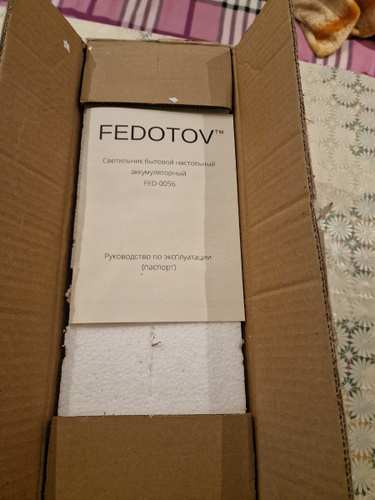 FEDOTOV™
Светильник бытовой настольный
аккумуляторный
FED-0056
Руководство по эксплуатации
(паспорт)